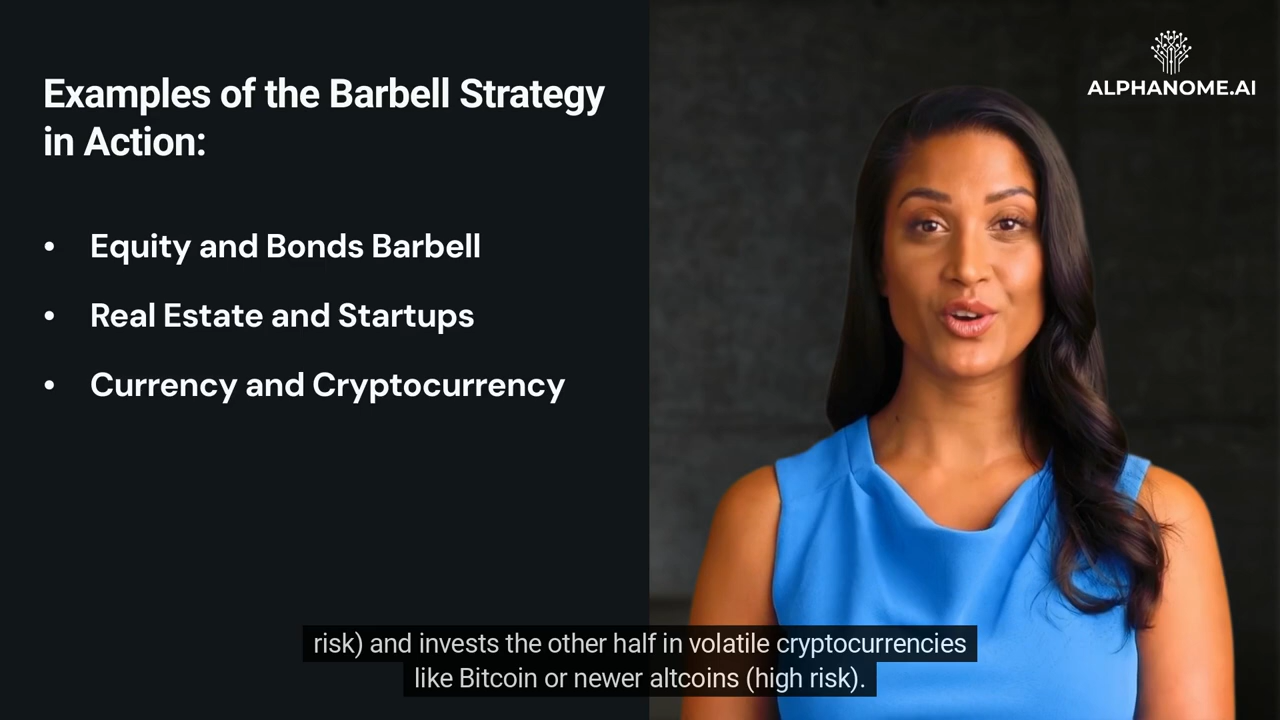 ALPHANOME.AI
Examples of the Barbell Strategy
in Action:
• Equity and Bonds Barbell
• Real Estate and Startups
• Currency and Cryptocurrency
risk) and invests the other half in volatile cryptocurrencies
like Bitcoin or newer altcoins (high risk).